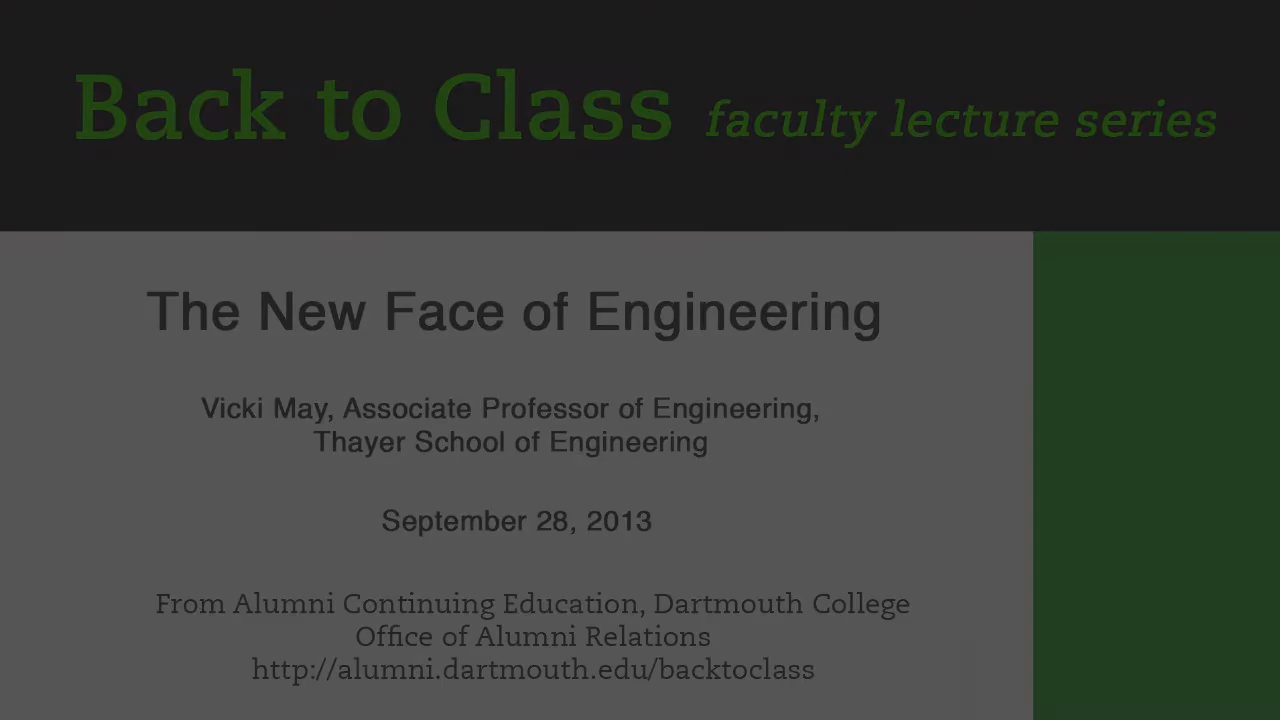 Back to Class faculty lecture series
The New Face of Engineering
Vicki May, Associate Professor of Engineering,
Thayer School of Engineering
September 28, 2013
From Alumni Continuing Education, Dartmouth College
Office of Alumni Relations
http://alumni.dartmouth.edu/backtoclass